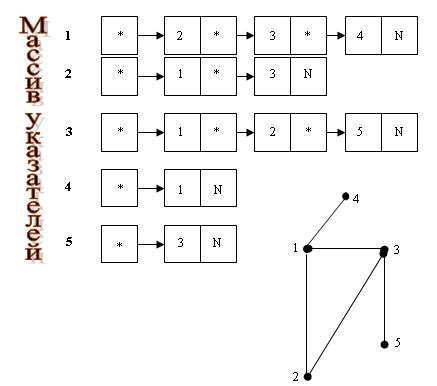 Массив указателей
1 * 2 * 3 * 4 N
2 * 1 * 3 N
3 * 1 * 2 * 5 N
4 * 1 N
5 * 3 N
4
1 3
5
2